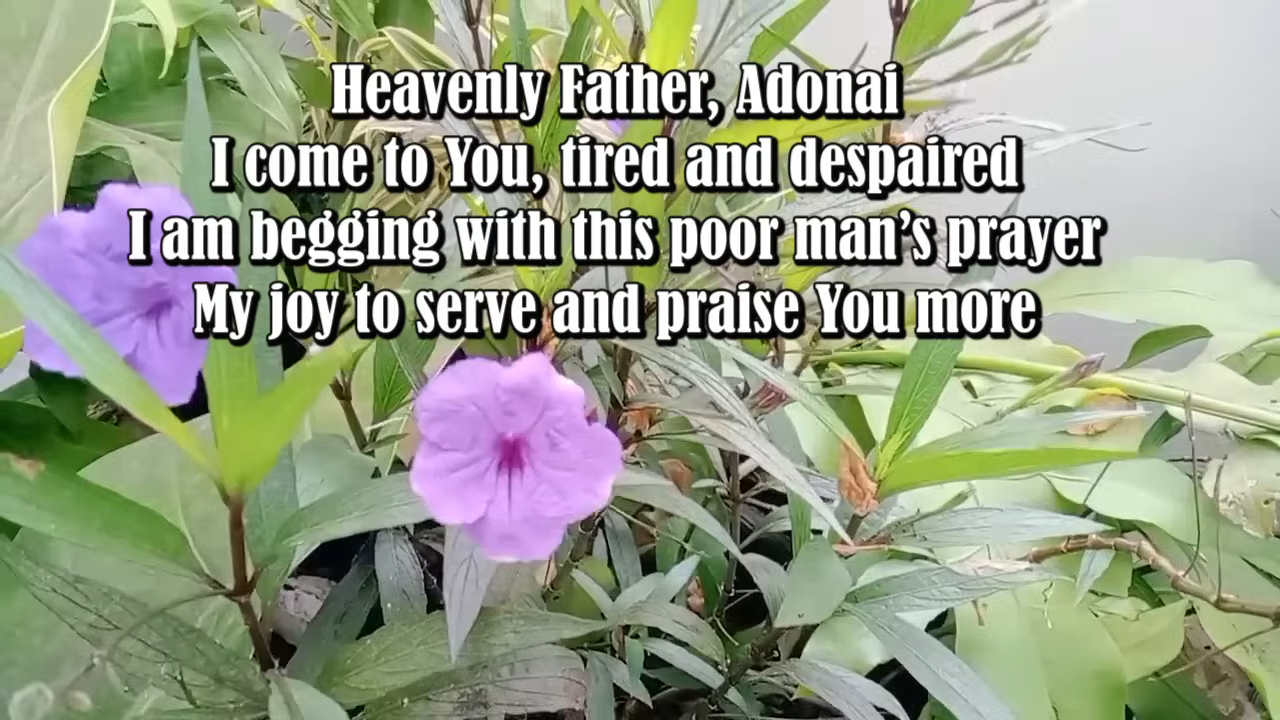 Heavenly Father, Adonai
I come to You, tired and despaired
I am begging with this poor man’s prayer
My joy to serve and praise You more